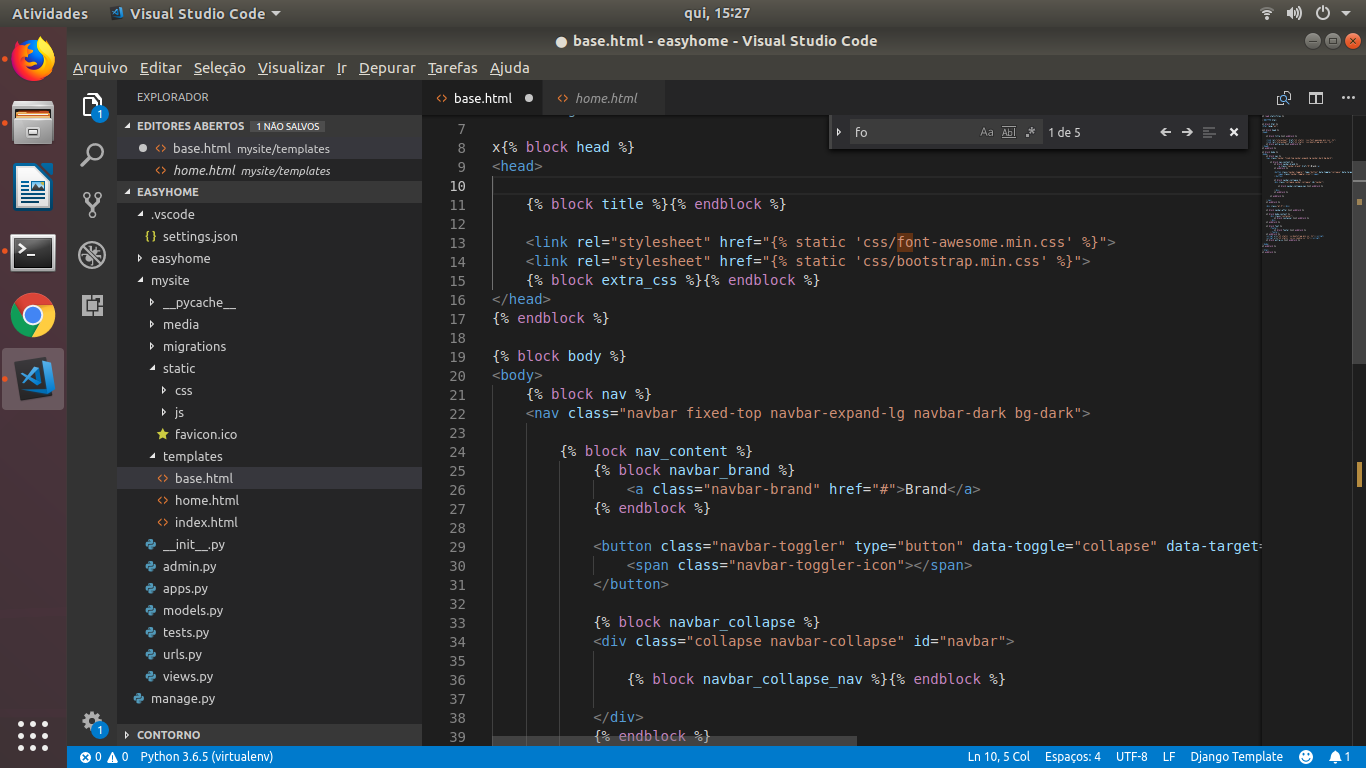 Atividades Visual Studio Code qui, 15:27
● base.html - easyhome - Visual Studio Code
Arquivo Editar Seleção Visualizar Ir Depurar Tarefas Ajuda
1
EXPLORADOR
EDITORES ABERTOS 1 NÃO SALVOS
base.html mysite/templates
home.html mysite/templates
EASYHOME
.vscode
{} settings.json
easyhome
mysite
__pycache__
media
migrations
static
css
js
favicon.ico
templates
base.html
home.html
index.html
__init__.py
admin.py
apps.py
models.py
tests.py
urls.py
views.py
manage.py
CONTORNO
1
base.html home.html
fo Aa Abl .* 1 de 5
7
8 x{% block head %}
9 <head>
10
11 {% block title %}{% endblock %}
12
13 <link rel="stylesheet" href="{% static 'css/font-awesome.min.css' %}">
14 <link rel="stylesheet" href="{% static 'css/bootstrap.min.css' %}">
15 {% block extra_css %}{% endblock %}
16 </head>
17 {% endblock %}
18
19 {% block body %}
20 <body>
21 {% block nav %}
22 <nav class="navbar fixed-top navbar-expand-lg navbar-dark bg-dark">
23
24 {% block nav_content %}
25 {% block navbar_brand %}
26 <a class="navbar-brand" href="#">Brand</a>
27 {% endblock %}
28
29 <button class="navbar-toggler" type="button" data-toggle="collapse" data-target=
30 <span class="navbar-toggler-icon"></span>
31 </button>
32
33 {% block navbar_collapse %}
34 <div class="collapse navbar-collapse" id="navbar">
35
36 {% block navbar_collapse_nav %}{% endblock %}
37
38 </div>
39 {% endblock %}
0 0 Python 3.6.5 (virtualenv) Ln 10, 5 Col Espaços: 4 UTF-8 LF Django Template 1